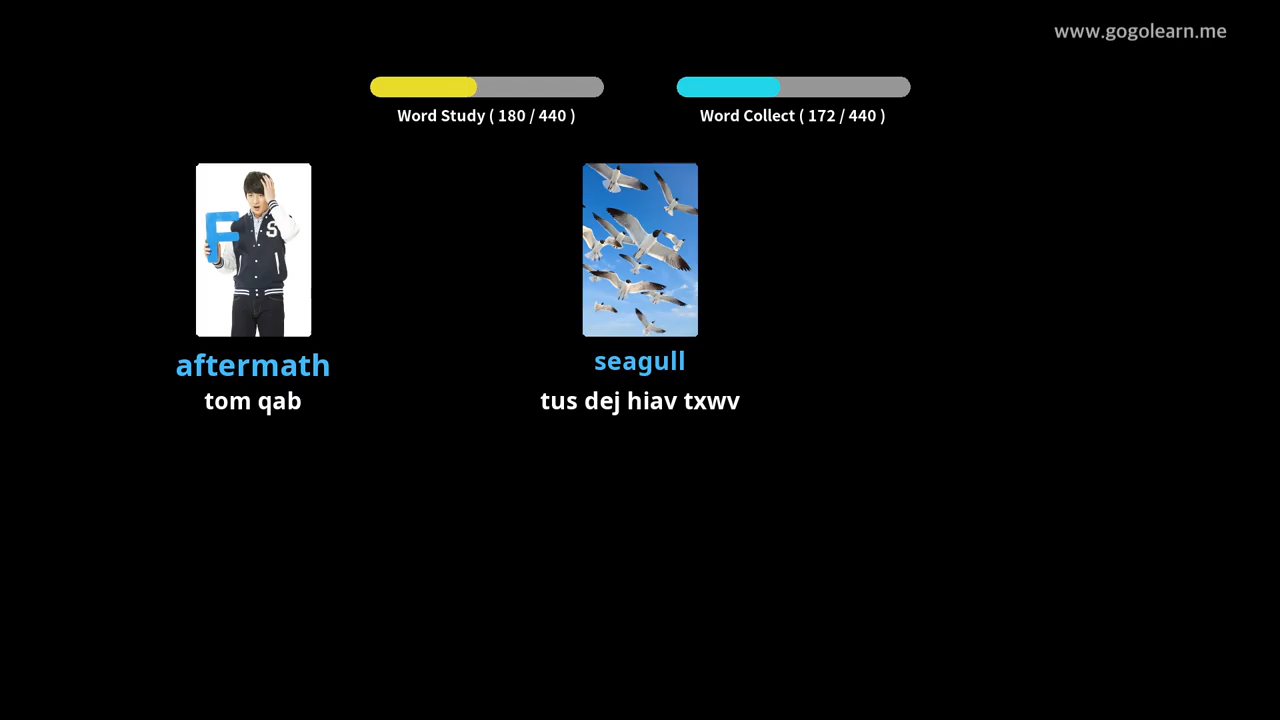 www.gogolearn.me
Word Study ( 180 / 440 )
Word Collect ( 172 / 440 )
F
S
aftermath
tom qab
seagull
tus dej hiav txwv